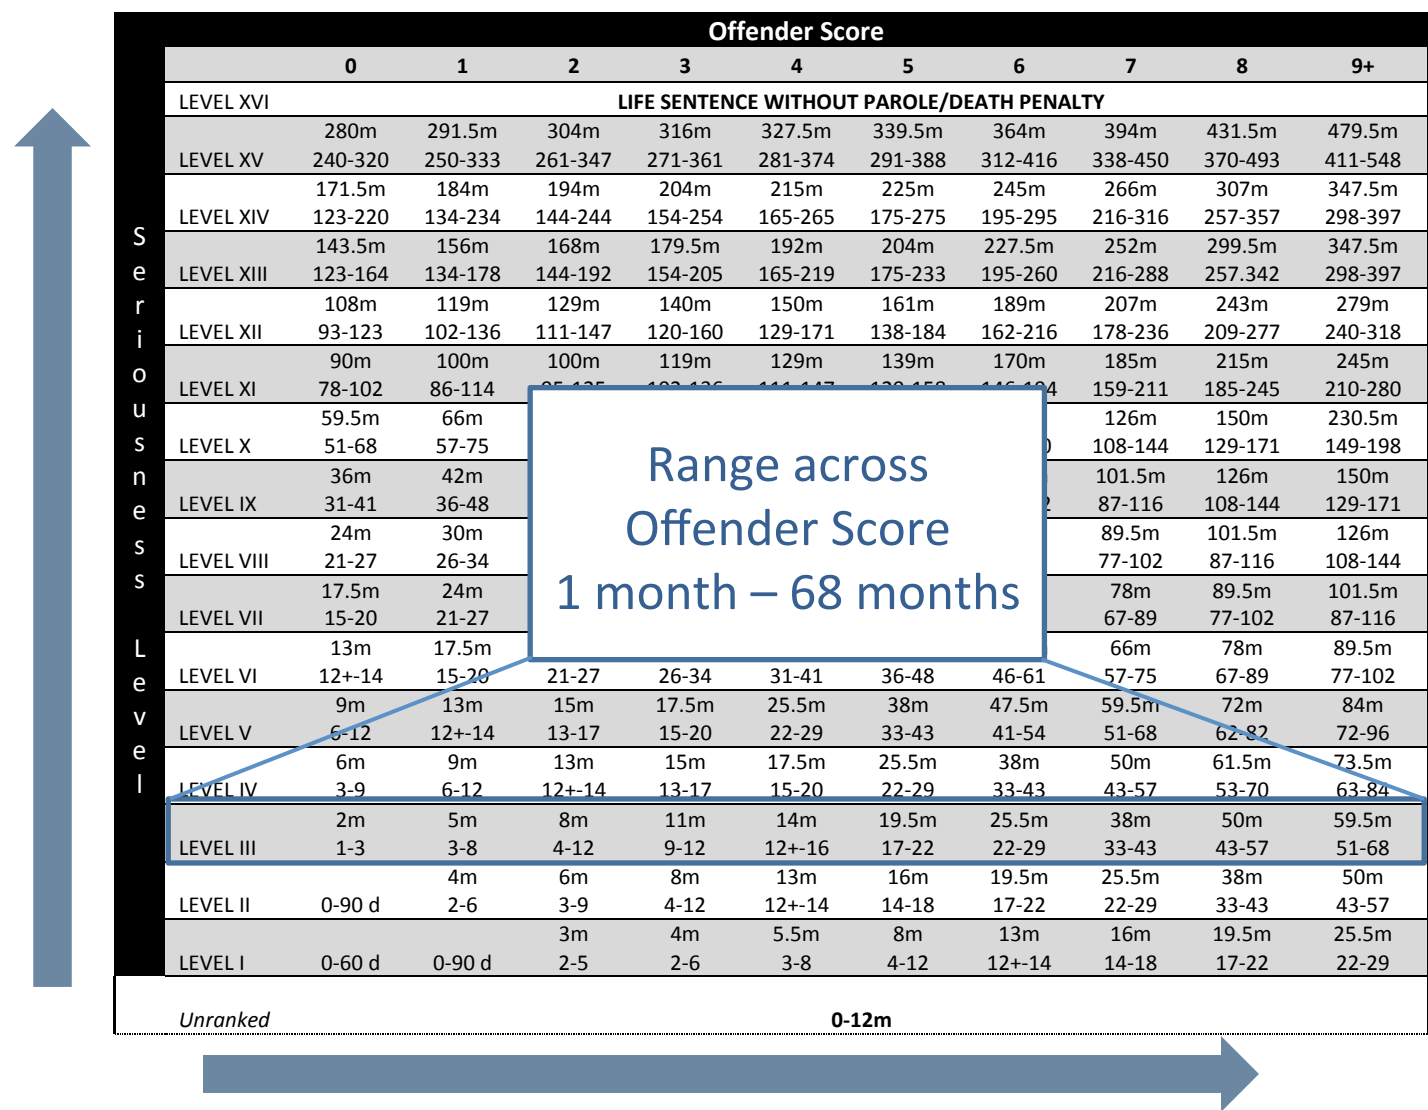 Offender Score
0 1 2 3 4 5 6 7 8 9+
LEVEL XVI LIFE SENTENCE WITHOUT PAROLE/DEATH PENALTY
280m 291.5m 304m 316m 327.5m 339.5m 364m 394m 431.5m 479.5m
LEVEL XV 240-320 250-333 261-347 271-361 281-374 291-388 312-416 338-450 370-493 411-548
171.5m 184m 194m 204m 215m 225m 245m 266m 307m 347.5m
LEVEL XIV 123-220 134-234 144-244 154-254 165-265 175-275 195-295 216-316 257-357 298-397
143.5m 156m 168m 179.5m 192m 204m 227.5m 252m 299.5m 347.5m
LEVEL XIII 123-164 134-178 144-192 154-205 165-219 175-233 195-260 216-288 257.342 298-397
108m 119m 129m 140m 150m 161m 189m 207m 243m 279m
LEVEL XII 93-123 102-136 111-147 120-160 129-171 138-184 162-216 178-236 209-277 240-318
90m 100m 100m 119m 129m 139m 170m 185m 215m 245m
LEVEL XI 78-102 86-114 159-211 185-245 210-280
59.5m 66m 126m 150m 230.5m
LEVEL X 51-68 57-75 108-144 129-171 149-198
36m 42m 101.5m 126m 150m
LEVEL IX 31-41 36-48 87-116 108-144 129-171
24m 30m 89.5m 101.5m 126m
LEVEL VIII 21-27 26-34 77-102 87-116 108-144
17.5m 24m 78m 89.5m 101.5m
LEVEL VII 15-20 21-27 67-89 77-102 87-116
13m 17.5m 66m 78m 89.5m
LEVEL VI 12+-14 15-20 21-27 26-34 31-41 36-48 46-61 57-75 67-89 77-102
9m 13m 15m 17.5m 25.5m 38m 47.5m 59.5m 72m 84m
LEVEL V 6-12 12+-14 13-17 15-20 22-29 33-43 41-54 51-68 62-82 72-96
6m 9m 13m 15m 17.5m 25.5m 38m 50m 61.5m 73.5m
LEVEL IV 3-9 6-12 12+-14 13-17 15-20 22-29 33-43 43-57 53-70 63-84
2m 5m 8m 11m 14m 19.5m 25.5m 38m 50m 59.5m
LEVEL III 1-3 3-8 4-12 9-12 12+-16 17-22 22-29 33-43 43-57 51-68
4m 6m 8m 13m 16m 19.5m 25.5m 38m 50m
LEVEL II 0-90 d 2-6 3-9 4-12 12+-14 14-18 17-22 22-29 33-43 43-57
3m 4m 5.5m 8m 13m 16m 19.5m 25.5m
LEVEL I 0-60 d 0-90 d 2-5 2-6 3-8 4-12 12+-14 14-18 17-22 22-29
Unranked 0-12m
Seriousness Level
Range across
Offender Score
1 month – 68 months